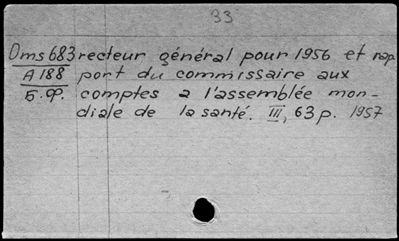 33
Oms 683 recteur général pour 1956 et rap
A 188 port du commissaire aux
Б.Ф. comptes a l'assemblée mon-
diale de la santé. III, 63 p. 1957